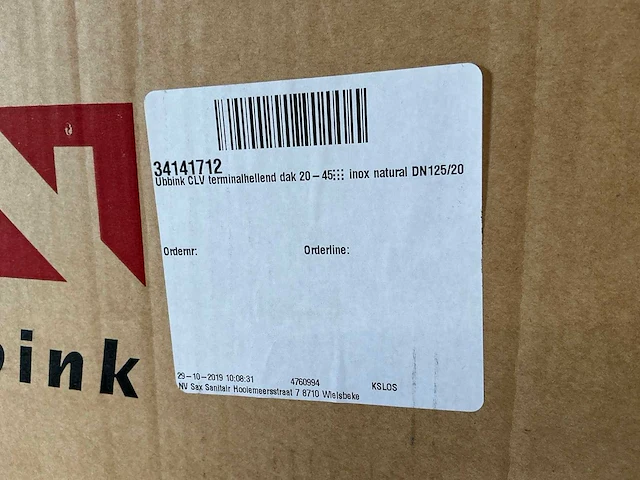 34141712
Ubbink CLV terminalhellend dak 20-45⋮⋮⋮ inox natural DN125/20
Ordernr: Orderline:
29-10-2019 10:08:31 4760994 KSLOS
NV Sax Sanitair Hooiemeersstraat 7 8710 Wielsbeke
bink